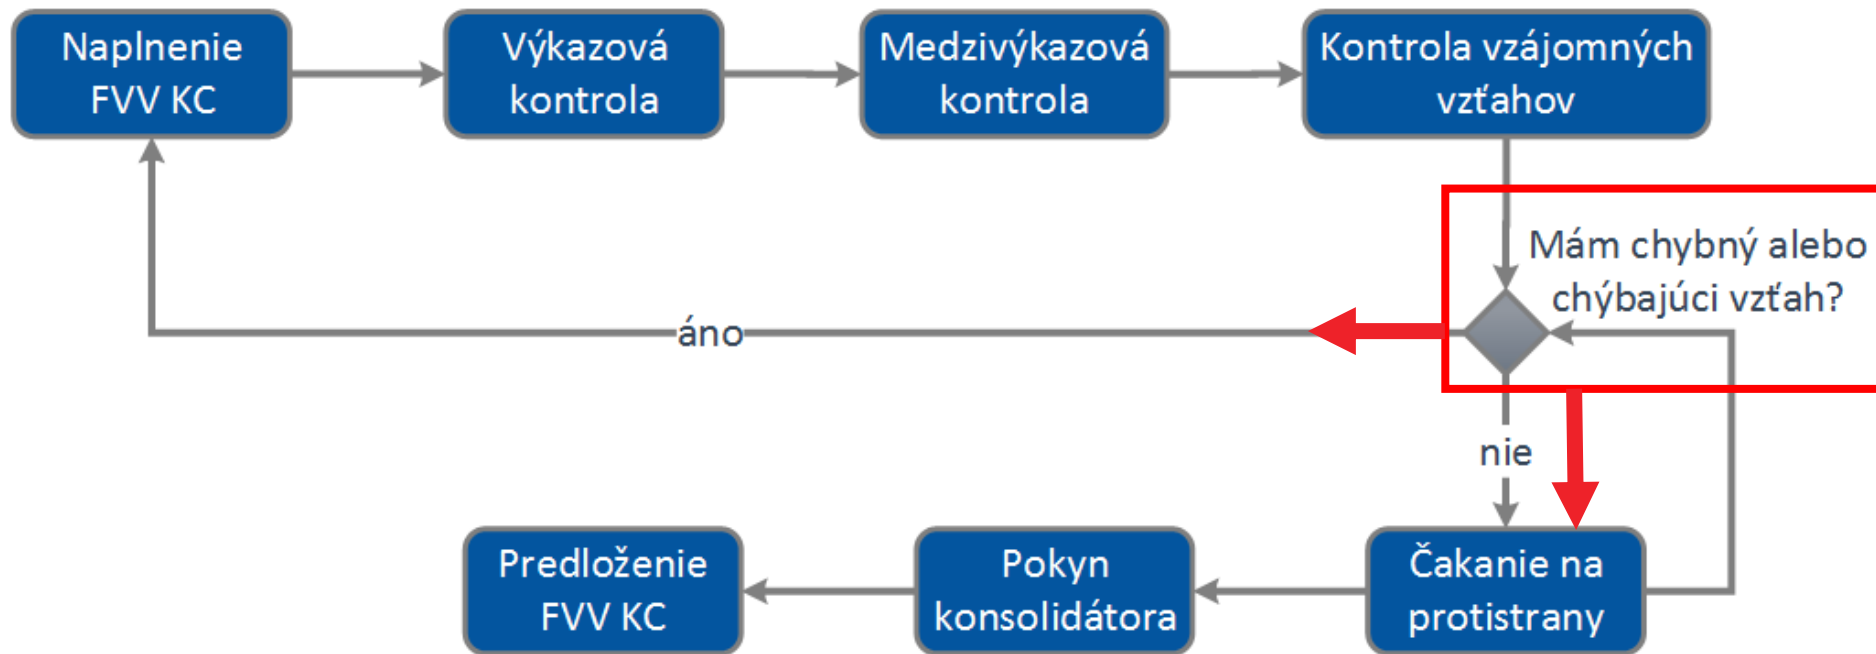 Naplnenie
FVV KC
Výkazová
kontrola
Medzivýkazová
kontrola
Kontrola vzájomných
vzťahov
Mám chybný alebo
chýbajúci vzťah?
áno
nie
Predloženie
FVV KC
Pokyn
konsolidátora
Čakanie na
protistrany